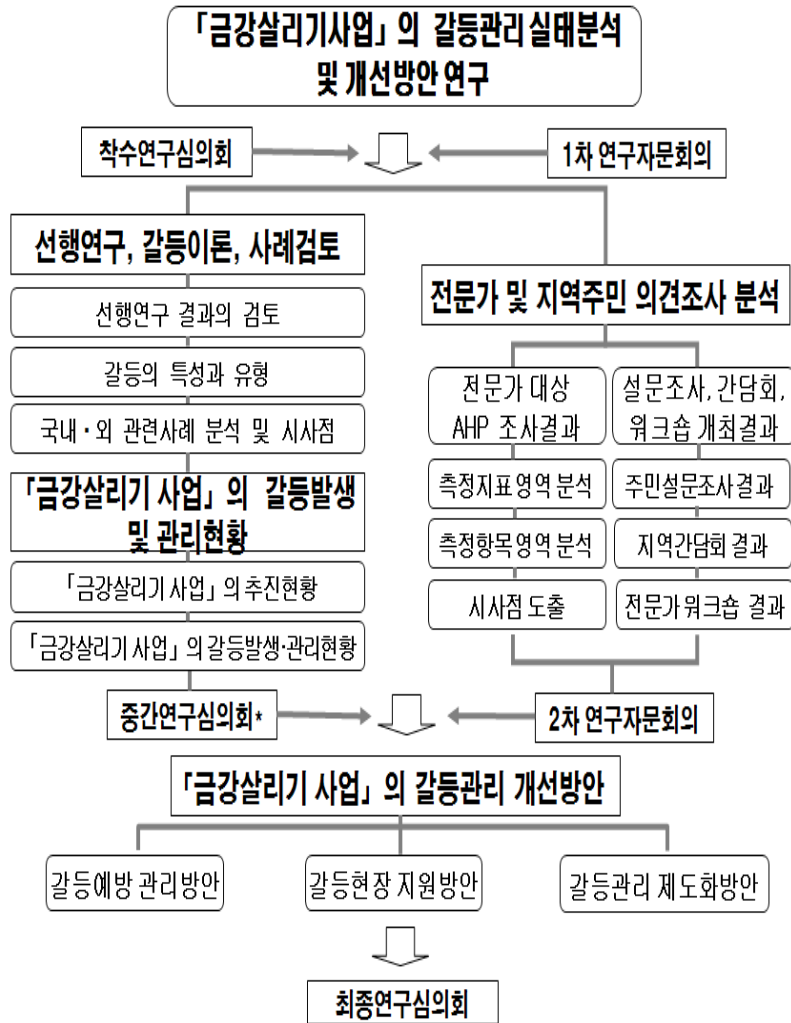 「금강살리기사업」의 갈등관리 실태분석
및 개선방안 연구
착수연구심의회
1차 연구자문회의
선행연구, 갈등이론, 사례검토
선행연구 결과의 검토
갈등의 특성과 유형
국내·외 관련사례 분석 및 시사점
「금강살리기 사업」의 갈등발생
및 관리현황
「금강살리기 사업」의 추진현황
「금강살리기 사업」의 갈등발생·관리현황
전문가 및 지역주민 의견조사 분석
전문가 대상
AHP 조사결과
측정지표 영역 분석
측정항목 영역 분석
시사점 도출
설문조사, 간담회,
워크숍 개최결과
주민설문조사 결과
지역간담회 결과
전문가 워크숍 결과
중간연구심의회*
2차 연구자문회의
「금강살리기 사업」의 갈등관리 개선방안
갈등예방 관리방안
갈등현장 지원방안
갈등관리 제도화방안
최종연구심의회